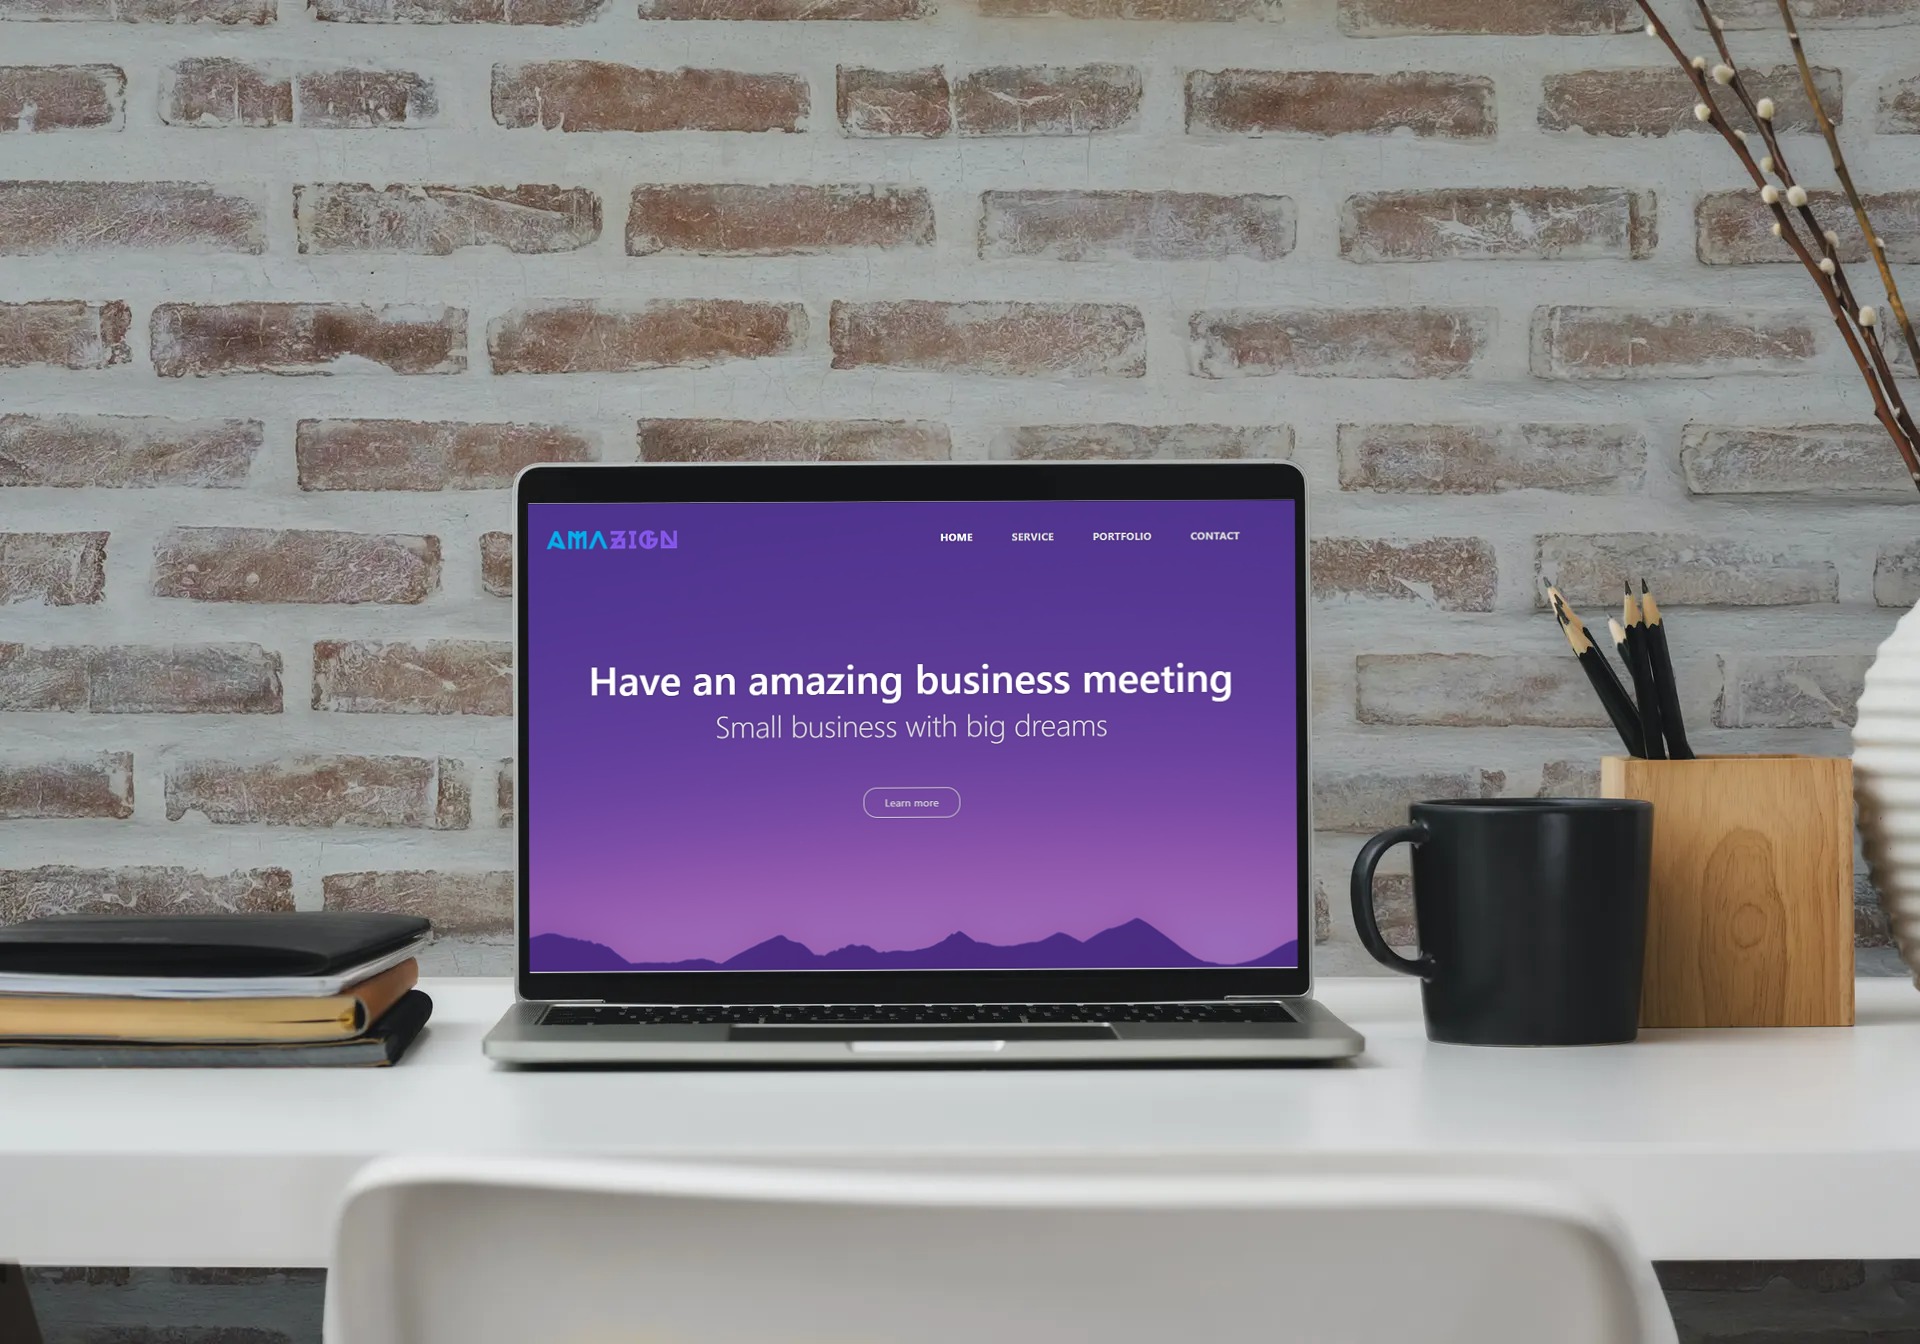 AMAZIGN
HOME SERVICE PORTFOLIO CONTACT
Have an amazing business meeting
Small business with big dreams
Learn more